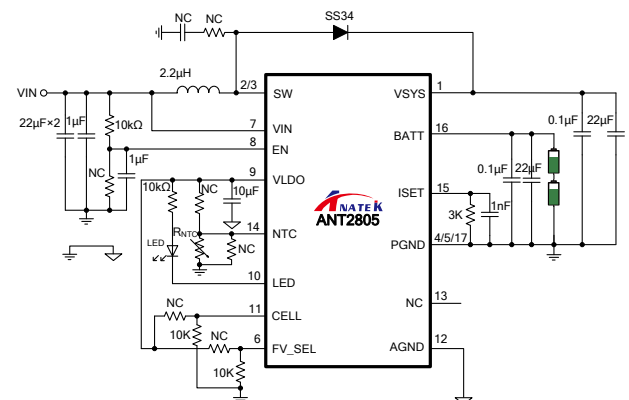 NC
NC
SS34
2.2μH
2/3
SW
VSYS
1
VIN
22μF×2
1μF
10kΩ
7
VIN
BATT
16
0.1μF
22μF
8
EN
1μF
NC
9
VLDO
10kΩ
NC
10μF
0.1μF
22μF
ISET
15
3K
1nF
ANATEK
ANT2805
RNTC
14
NTC
NC
PGND
4/5/17
LED
10
LED
NC
13
NC
11
CELL
10K
NC
6
FV_SEL
AGND
12
10K